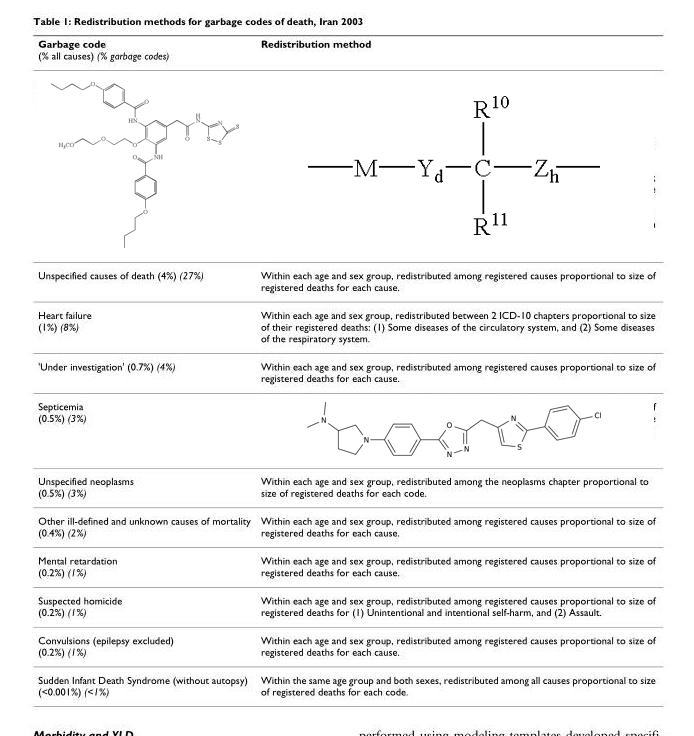 Table 1: Redistribution methods for garbage codes of death, Iran 2003
Garbage code
(% all causes) (% garbage codes)
Redistribution method
O
O
HN
H
N
N
S
S
S
O
H₃CO
O
O
O
NH
O
R10
M Yd C Zh
R11
Unspecified causes of death (4%) (27%)
Within each age and sex group, redistributed among registered causes proportional to size of
registered deaths for each cause.
Heart failure
(1%) (8%)
Within each age and sex group, redistributed between 2 ICD-10 chapters proportional to size
of their registered deaths: (1) Some diseases of the circulatory system, and (2) Some diseases
of the respiratory system.
'Under investigation' (0.7%) (4%)
Within each age and sex group, redistributed among registered causes proportional to size of
registered deaths for each cause.
Septicemia
(0.5%) (3%)
N
N
O
N
N
N
S
Cl
Unspecified neoplasms
(0.5%) (3%)
Within each age and sex group, redistributed among the neoplasms chapter proportional to
size of registered deaths for each code.
Other ill-defined and unknown causes of mortality
(0.4%) (2%)
Within each age and sex group, redistributed among registered causes proportional to size of
registered deaths for each cause.
Mental retardation
(0.2%) (1%)
Within each age and sex group, redistributed among registered causes proportional to size of
registered deaths for each cause.
Suspected homicide
(0.2%) (1%)
Within each age and sex group, redistributed among registered causes proportional to size of
registered deaths for (1) Unintentional and intentional self-harm, and (2) Assault.
Convulsions (epilepsy excluded)
(0.2%) (1%)
Within each age and sex group, redistributed among registered causes proportional to size of
registered deaths for each cause.
Sudden Infant Death Syndrome (without autopsy)
(<0.001%) (<1%)
Within the same age group and both sexes, redistributed among all causes proportional to size
of registered deaths for each code.
Morbidity and YLD
performed using modeling templates developed specifi-